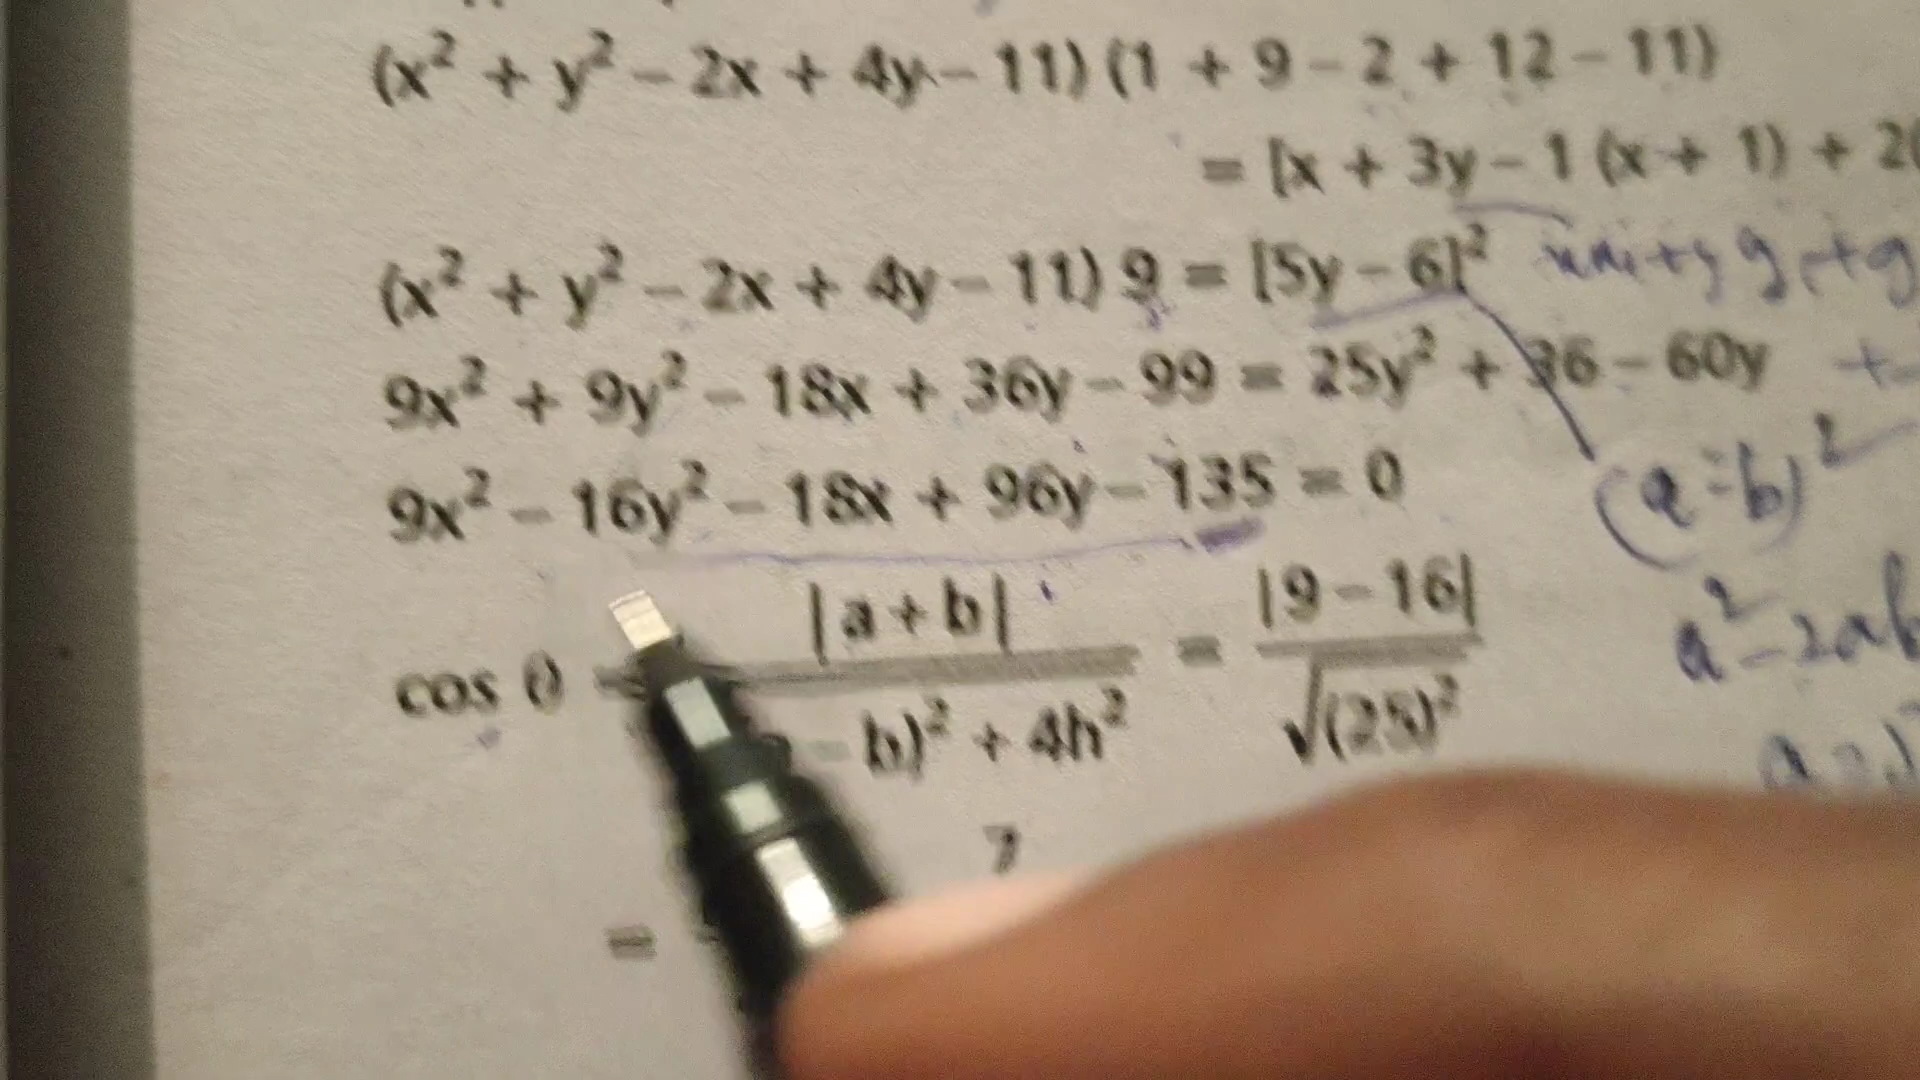 (x² + y² – 2x + 4y – 11) (1 + 9 – 2 + 12 – 11)
= [x + 3y – 1 (x + 1) + 2(
(x² + y² – 2x + 4y – 11) 9 = [5y – 6]²
9x² + 9y² – 18x + 36y – 99 = 25y² + 36 – 60y
9x² – 16y² – 18x + 96y – 135 = 0
(a-b)²
cos θ = |a + b| / – b)² + 4h² = |9 – 16| / √(25)²
a² - 2ab
7
=